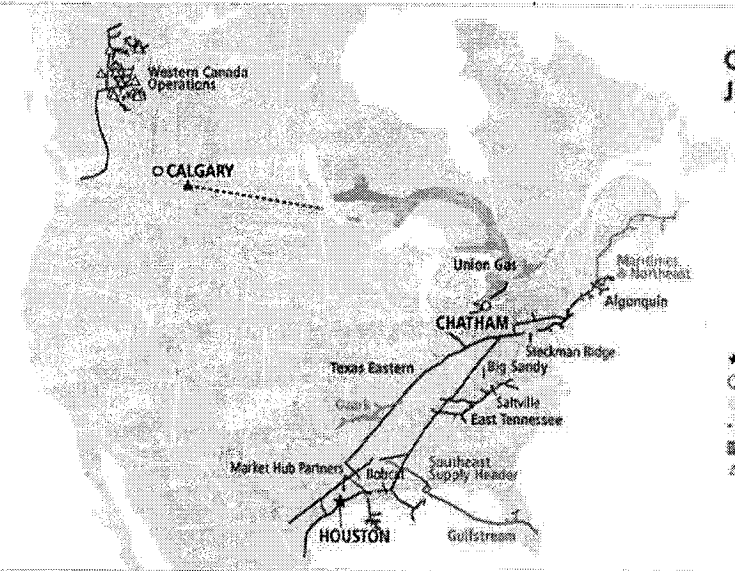 Western Canada
Operations
CALGARY
Union Gas
Maritimes
& Northeast
Algonquin
CHATHAM
Steckman Ridge
Texas Eastern
Big Sandy
Saltville
Ozark
East Tennessee
Market Hub Partners
Bobcat
Southeast
Supply Header
HOUSTON
Gulfstream